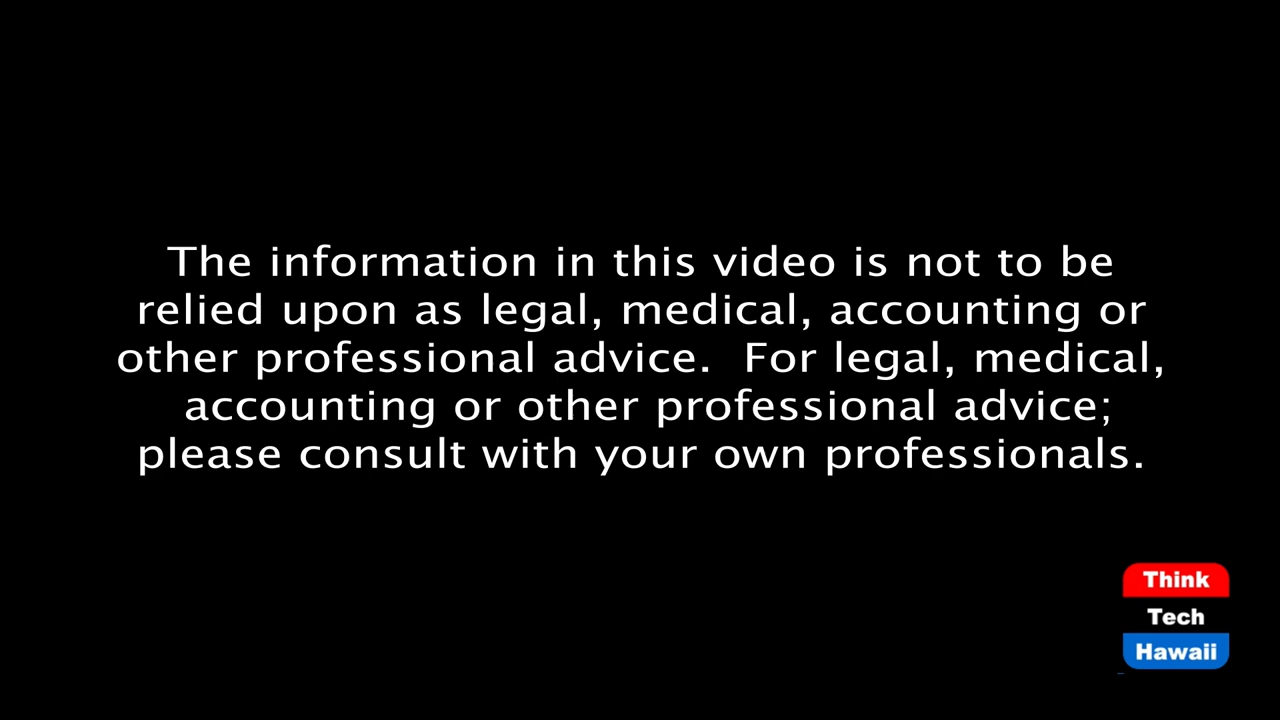 The information in this video is not to be
relied upon as legal, medical, accounting or
other professional advice.  For legal, medical,
accounting or other professional advice;
please consult with your own professionals.
Think
Tech
Hawaii